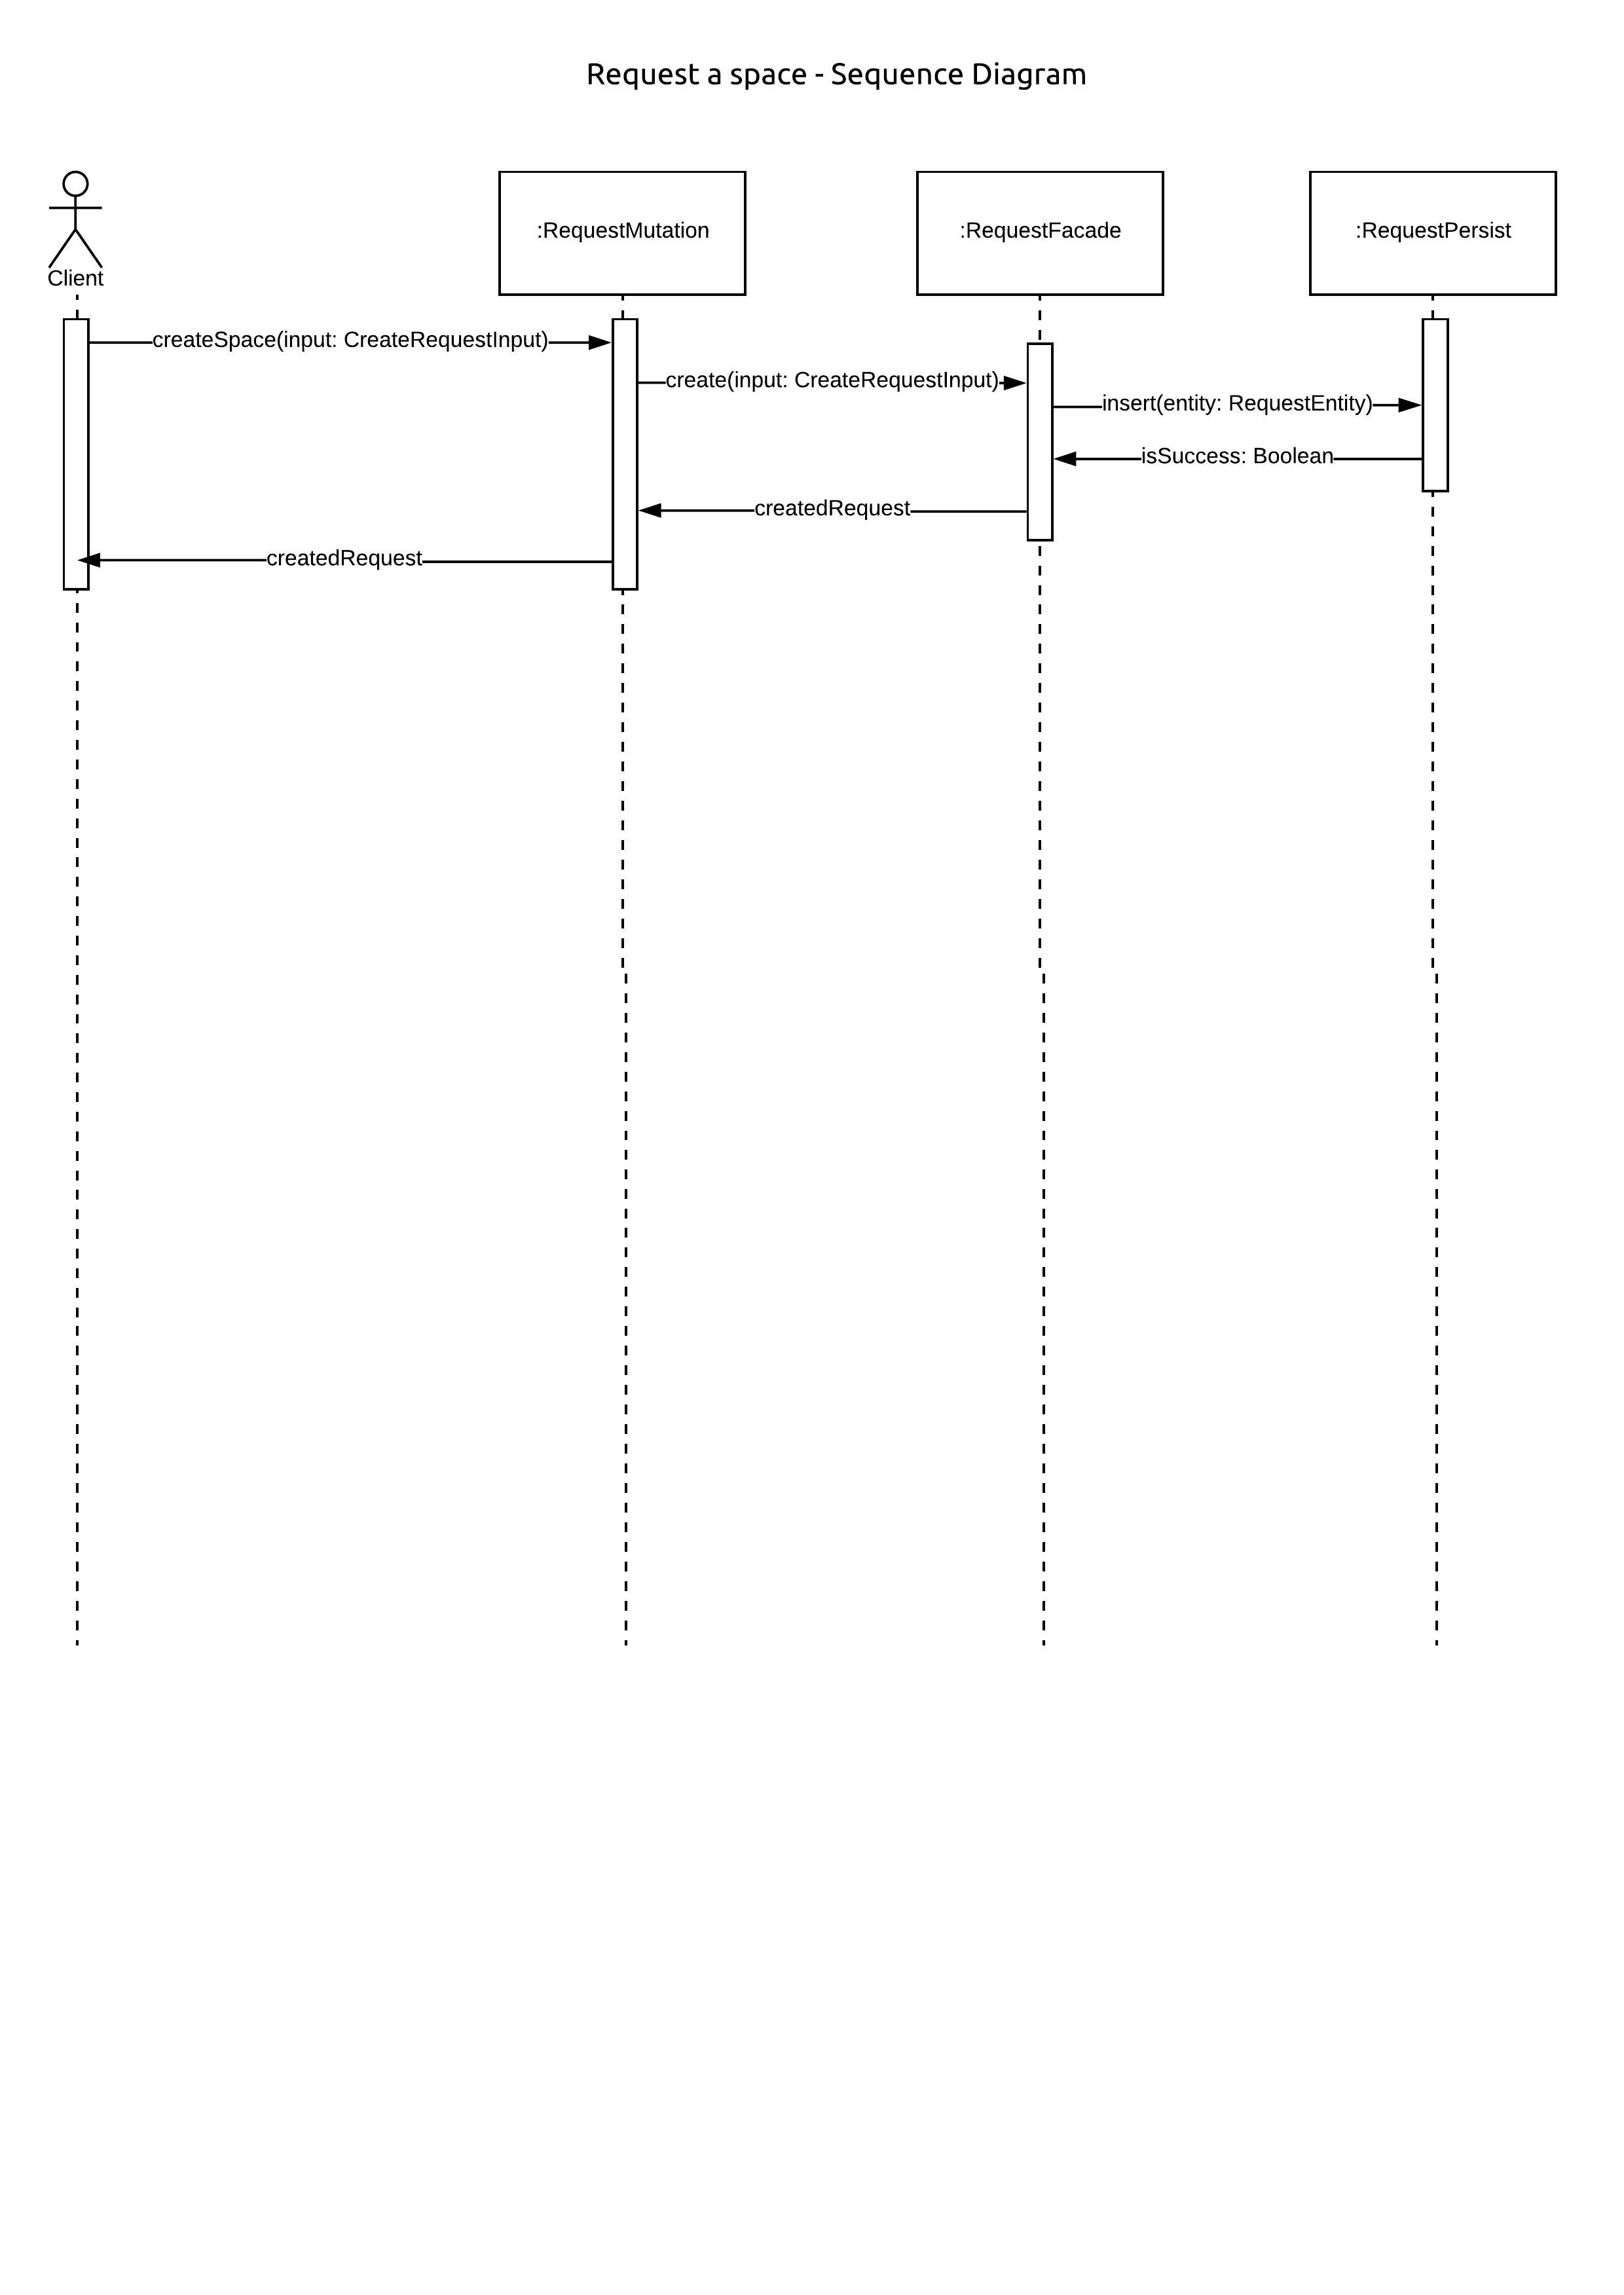 Request a space - Sequence Diagram
Client
:RequestMutation
:RequestFacade
:RequestPersist
createSpace(input: CreateRequestInput)
create(input: CreateRequestInput)
insert(entity: RequestEntity)
isSuccess: Boolean
createdRequest
createdRequest